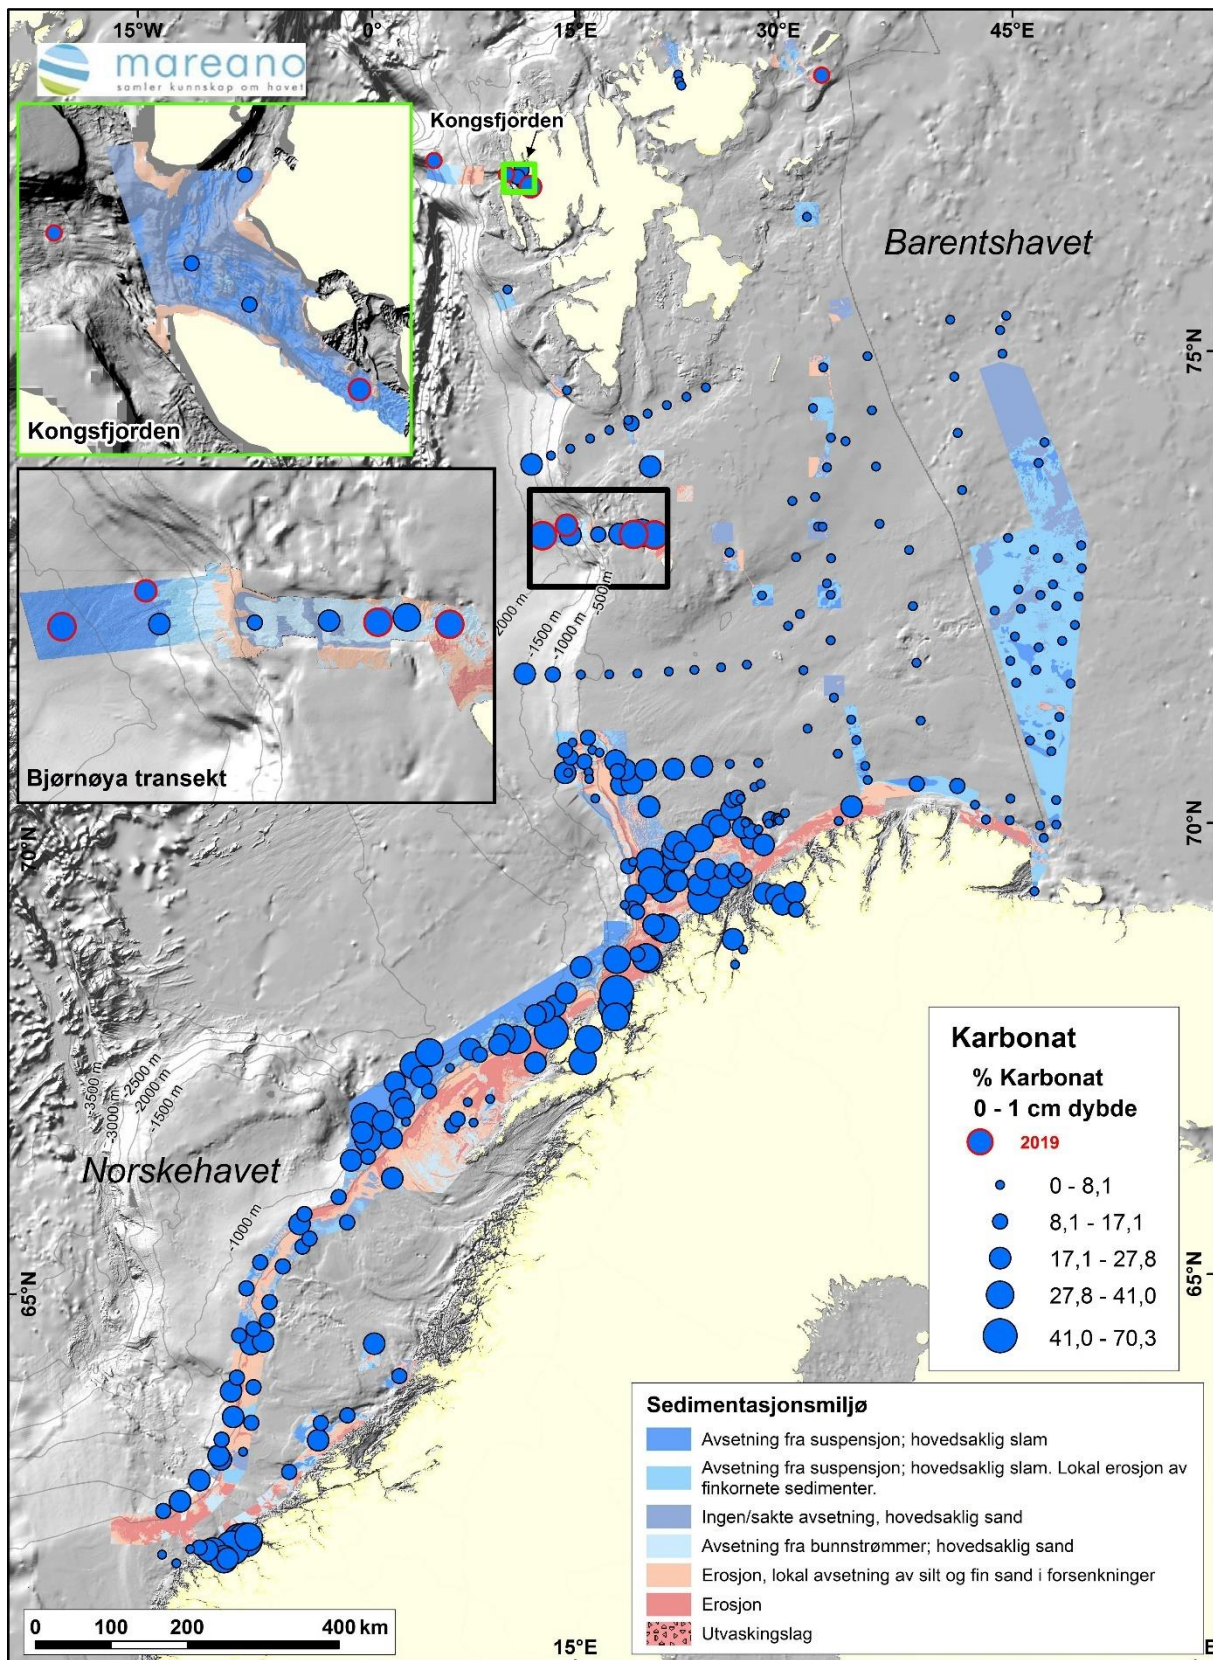 15°W
0°
15°E
30°E
45°E
mareano
samler kunnskap om havet
Kongsfjorden
Barentshavet
75°N
75°N
Kongsfjorden
2000 m
-1500 m
-1000 m
-500 m
Bjørnøya transekt
70°N
70°N
-3500 m
-3000 m
-2500 m
-2000 m
-1500 m
Norskehavet
-1000 m
65°N
65°N
Karbonat
% Karbonat
0 - 1 cm dybde
2019
0 - 8,1
8,1 - 17,1
17,1 - 27,8
27,8 - 41,0
41,0 - 70,3
Sedimentasjonsmiljø
Avsetning fra suspensjon; hovedsaklig slam
Avsetning fra suspensjon; hovedsaklig slam. Lokal erosjon av
finkornete sedimenter.
Ingen/sakte avsetning, hovedsaklig sand
Avsetning fra bunnstrømmer; hovedsaklig sand
Erosjon, lokal avsetning av silt og fin sand i forsenkninger
Erosjon
Utvaskingslag
0 100 200 400 km
15°E
30°E